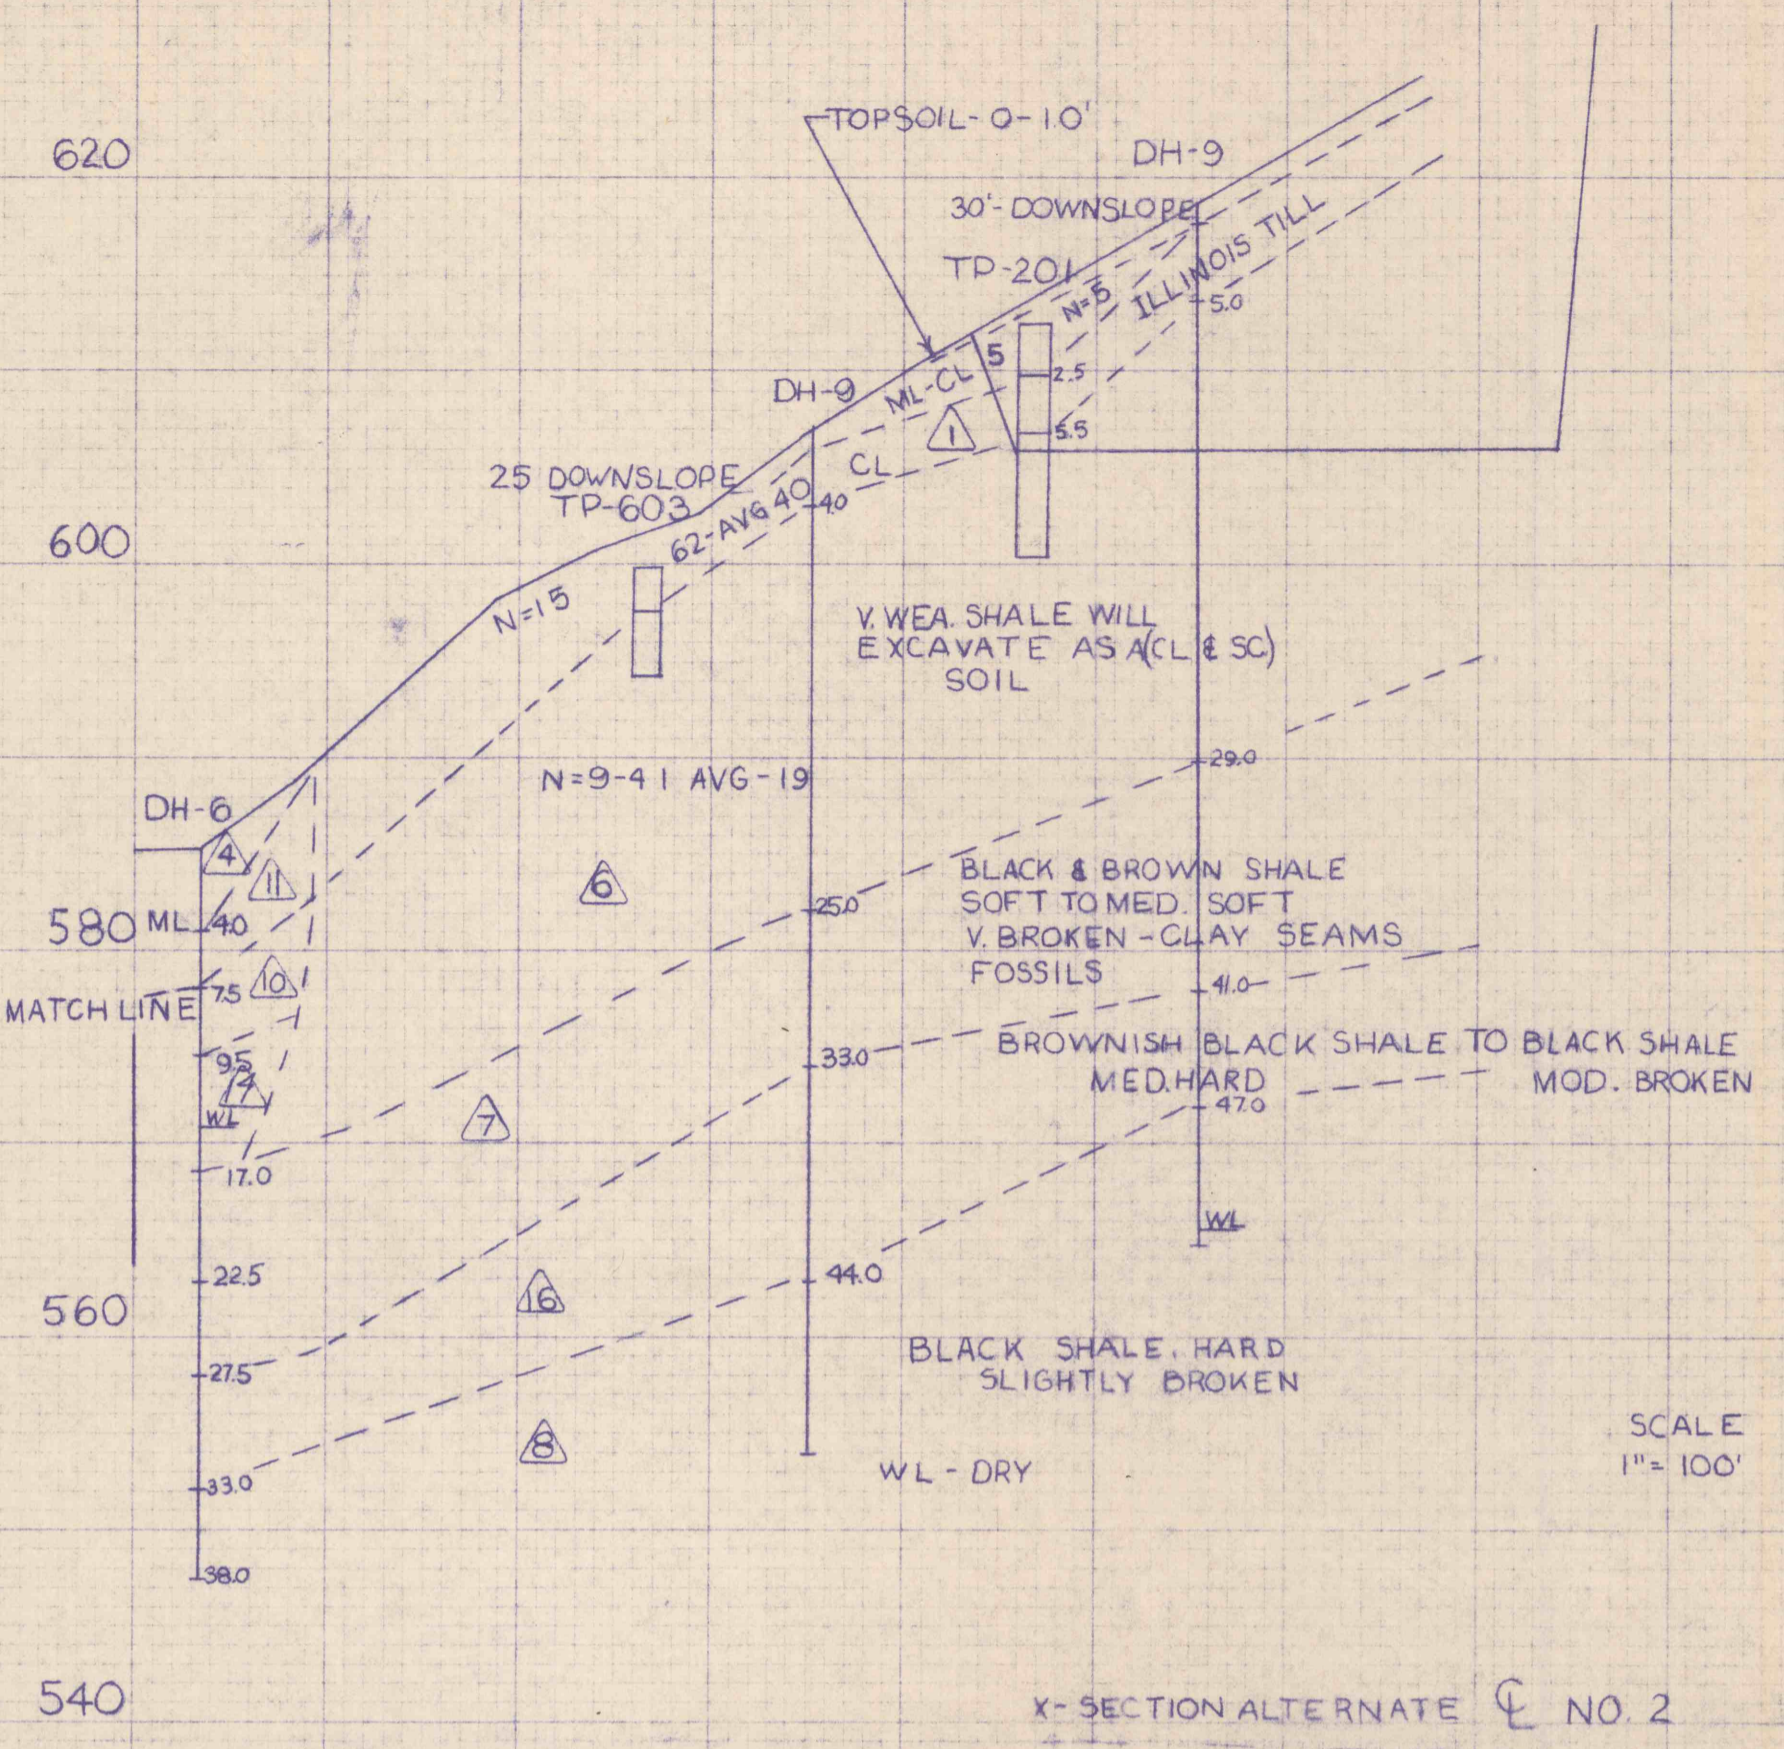 TOPSOIL-0-1.0'
620
DH-9
30'-DOWNSLOPE
TP-201
N=5
ILLINOIS TILL
5.0
5
2.5
DH-9
ML-CL
1
5.5
CL
25 DOWNSLOPE
TP-603
62-AVG 40
4.0
600
N=15
V. WEA. SHALE WILL
EXCAVATE AS A(CL & SC)
SOIL
29.0
N=9-41 AVG-19
DH-6
4
11
6
BLACK & BROWN SHALE
SOFT TO MED. SOFT
V. BROKEN-CLAY SEAMS
FOSSILS
25.0
580
ML
4.0
10
7.5
41.0
MATCH LINE
BROWNISH BLACK SHALE TO BLACK SHALE
MED. HARD
MOD. BROKEN
33.0
9.5
47.0
7
WL
17.0
WL
22.5
44.0
16
560
BLACK SHALE. HARD
SLIGHTLY BROKEN
27.5
8
SCALE
1"=100'
WL-DRY
33.0
38.0
540
X-SECTION ALTERNATE ℄ NO. 2